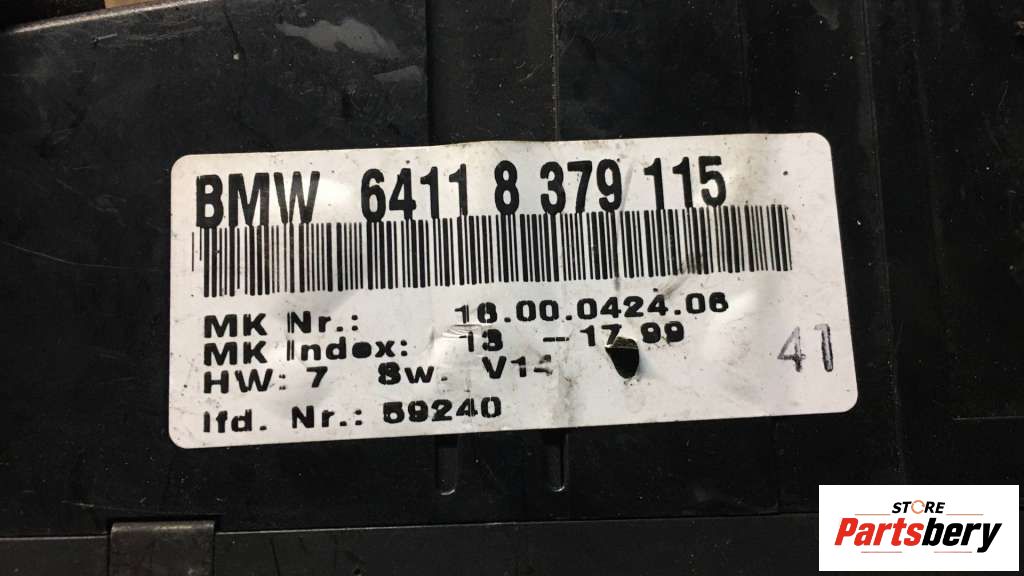 BMW 6411 8 379 115
MK Nr.: 16.00.0424.06
MK Index: 13 - 17.99
HW: 7 Sw. V14
lfd. Nr.: 59240
41
STORE
Partsbery